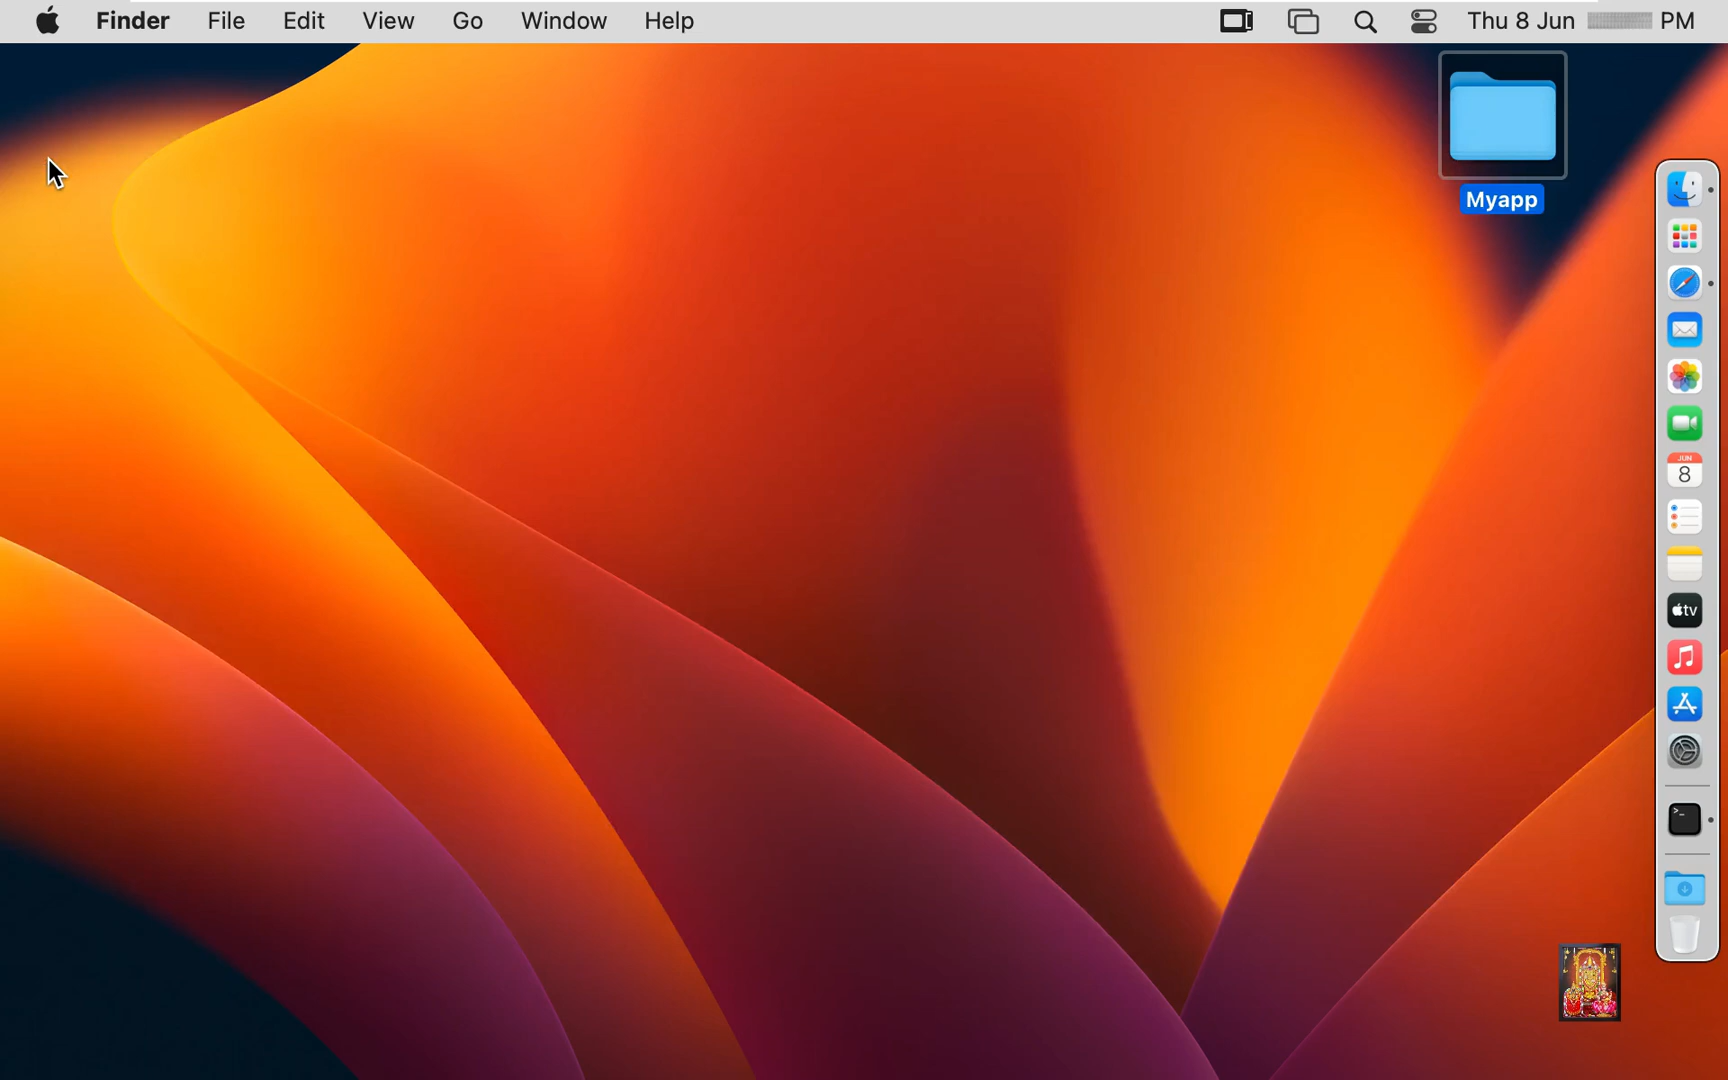 Finder File Edit View Go Window Help Thu 8 Jun PM
Myapp
JUN
8
tv